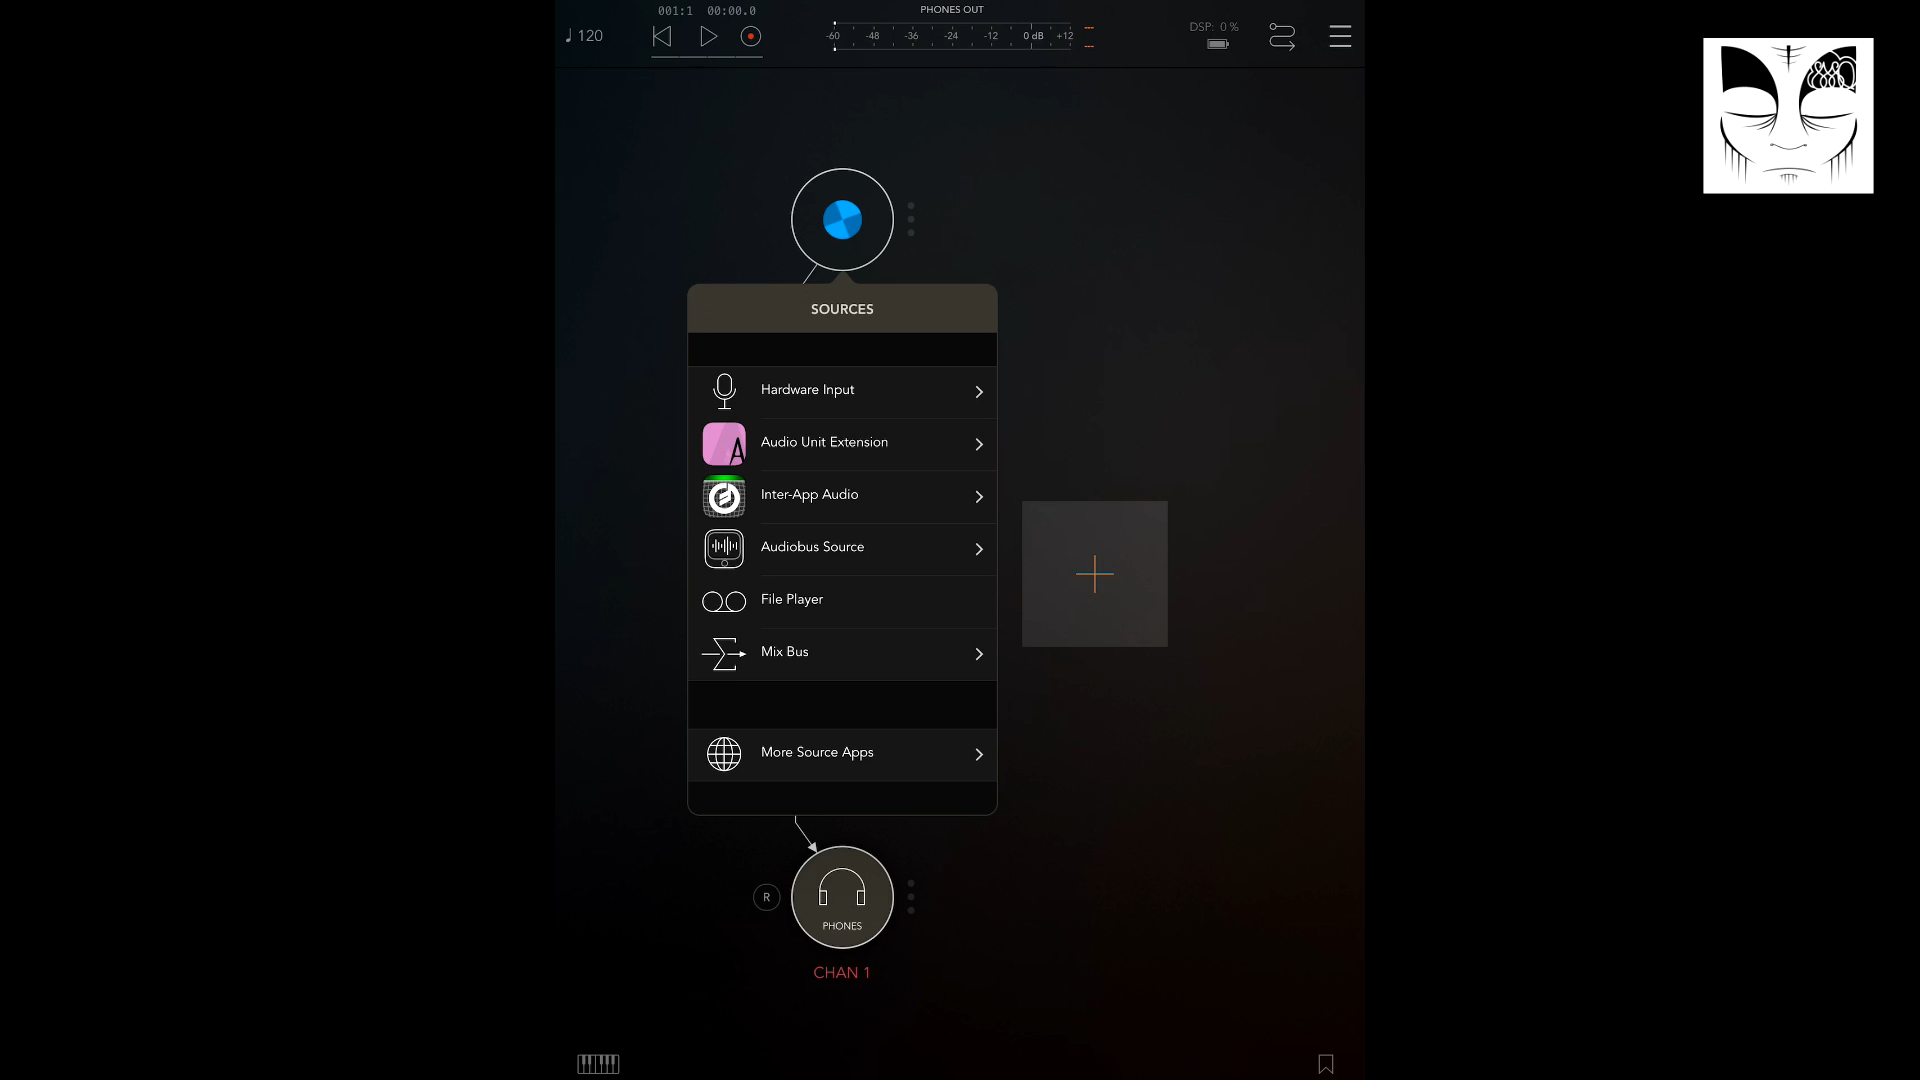 001:1 00:00.0
PHONES OUT
120
-60 -48 -36 -24 -12 0 dB +12
DSP: 0 %
SOURCES
Hardware Input
Audio Unit Extension
Inter-App Audio
Audiobus Source
File Player
Mix Bus
More Source Apps
R
PHONES
CHAN 1